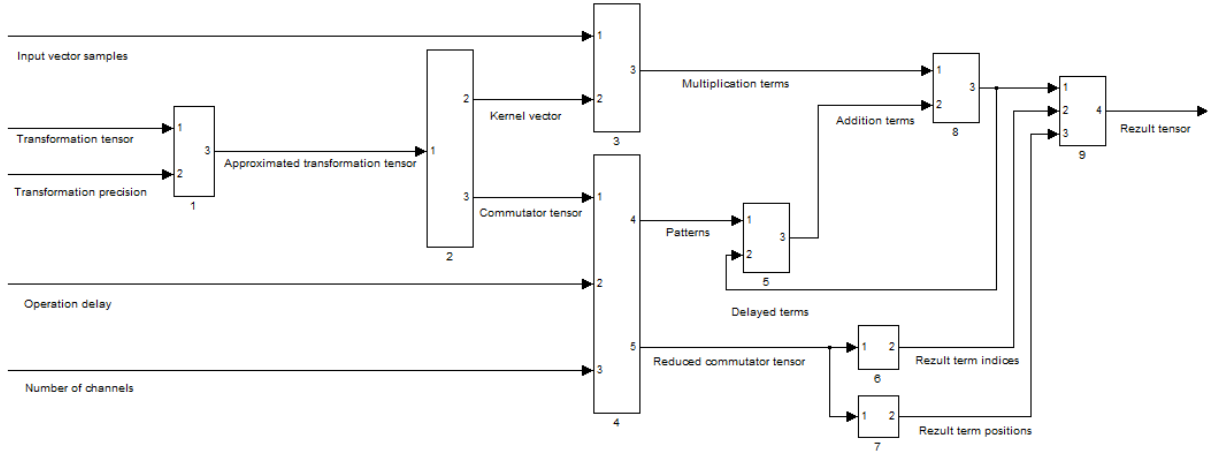 1
Input vector samples
2
3
Multiplication terms
Kernel vector
3
1
2
3
Addition terms
8
1
2
3
4
Rezult tensor
9
1
2
3
Transformation tensor
Transformation precision
1
Approximated transformation tensor
1
2
3
2
Commutator tensor
1
2
3
4
5
4
Operation delay
Number of channels
Patterns
1
2
3
5
Delayed terms
Reduced commutator tensor
1
2
6
Rezult term indices
1
2
7
Rezult term positions